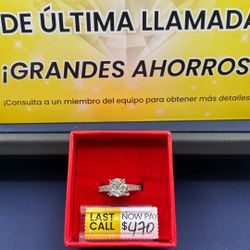 DE ÚLTIMA LLAMADA
¡GRANDES AHORROS
¡Consulta a un miembro del equipo para obtener más detalles
LAST CALL
NOW PAY
$470